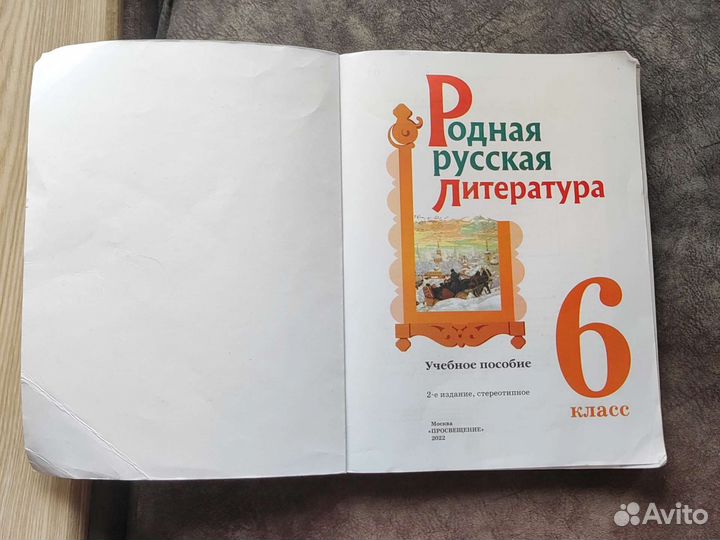 Родная
русская
литература
6
класс
Учебное пособие
2-е издание, стереотипное
Москва
«ПРОСВЕЩЕНИЕ»
2022
Avito